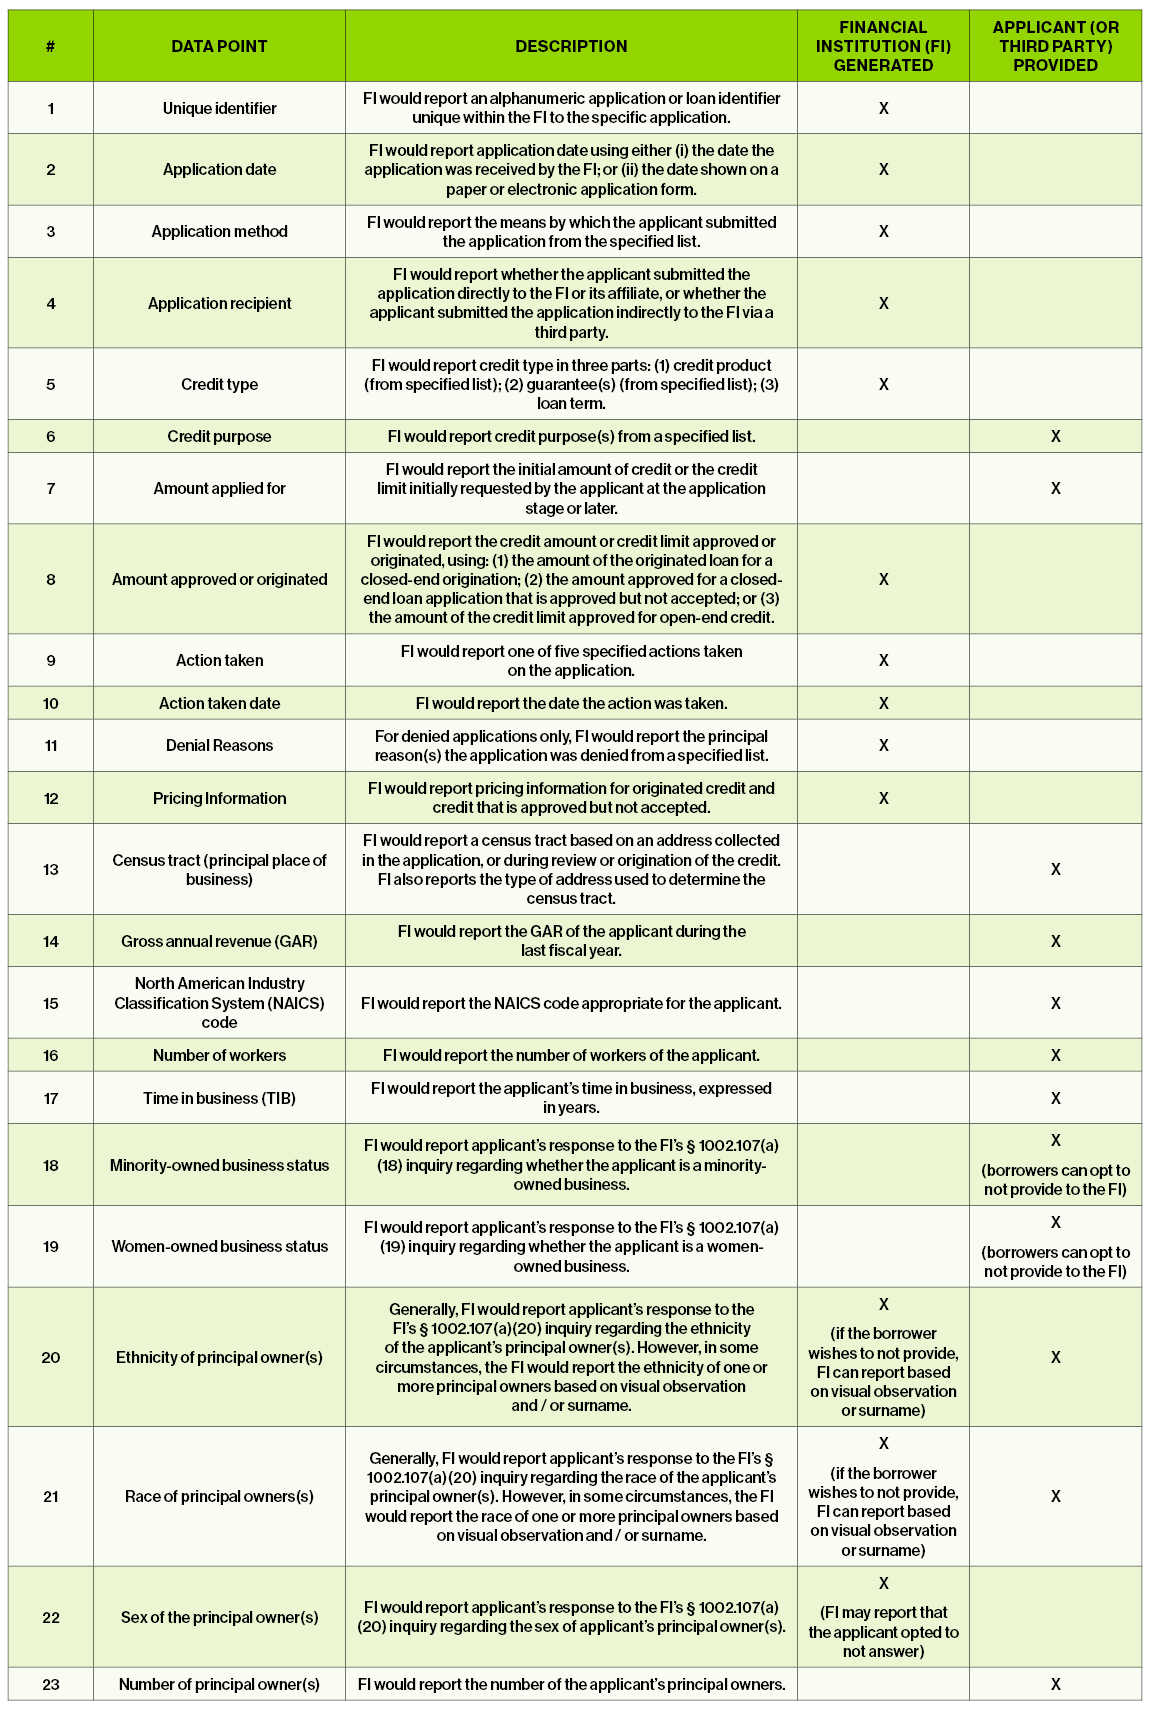 #
DATA POINT
DESCRIPTION
FINANCIAL
INSTITUTION (FI)
GENERATED
APPLICANT (OR
THIRD PARTY)
PROVIDED
1
Unique identifier
FI would report an alphanumeric application or loan identifier
unique within the FI to the specific application.
X
2
Application date
FI would report application date using either (i) the date the
application was received by the FI; or (ii) the date shown on a
paper or electronic application form.
X
3
Application method
FI would report the means by which the applicant submitted
the application from the specified list.
X
4
Application recipient
FI would report whether the applicant submitted the
application directly to the FI or its affiliate, or whether the
applicant submitted the application indirectly to the FI via a
third party.
X
5
Credit type
FI would report credit type in three parts: (1) credit product
(from specified list); (2) guarantee(s) (from specified list); (3)
loan term.
X
6
Credit purpose
FI would report credit purpose(s) from a specified list.
X
7
Amount applied for
FI would report the initial amount of credit or the credit
limit initially requested by the applicant at the application
stage or later.
X
8
Amount approved or originated
FI would report the credit amount or credit limit approved or
originated, using: (1) the amount of the originated loan for a
closed-end origination; (2) the amount approved for a closed-
end loan application that is approved but not accepted; or (3)
the amount of the credit limit approved for open-end credit.
X
9
Action taken
FI would report one of five specified actions taken
on the application.
X
10
Action taken date
FI would report the date the action was taken.
X
11
Denial Reasons
For denied applications only, FI would report the principal
reason(s) the application was denied from a specified list.
X
12
Pricing Information
FI would report pricing information for originated credit and
credit that is approved but not accepted.
X
13
Census tract (principal place of
business)
FI would report a census tract based on an address collected
in the application, or during review or origination of the credit.
FI also reports the type of address used to determine the
census tract.
X
14
Gross annual revenue (GAR)
FI would report the GAR of the applicant during the
last fiscal year.
X
15
North American Industry
Classification System (NAICS)
code
FI would report the NAICS code appropriate for the applicant.
X
16
Number of workers
FI would report the number of workers of the applicant.
X
17
Time in business (TIB)
FI would report the applicant's time in business, expressed
in years.
X
18
Minority-owned business status
FI would report applicant's response to the FI's § 1002.107(a)
(18) inquiry regarding whether the applicant is a minority-
owned business.
X
(borrowers can opt to
not provide to the FI)
19
Women-owned business status
FI would report applicant's response to the FI's § 1002.107(a)
(19) inquiry regarding whether the applicant is a women-
owned business.
X
(borrowers can opt to
not provide to the FI)
20
Ethnicity of principal owner(s)
Generally, FI would report applicant's response to the
FI's § 1002.107(a)(20) inquiry regarding the ethnicity
of the applicant's principal owner(s). However, in some
circumstances, the FI would report the ethnicity of one or
more principal owners based on visual observation
and / or surname.
X
(if the borrower
wishes to not provide,
FI can report based
on visual observation
or surname)
X
21
Race of principal owners(s)
Generally, FI would report applicant's response to the FI's §
1002.107(a)(20) inquiry regarding the race of the applicant's
principal owner(s). However, in some circumstances, the FI
would report the race of one or more principal owners based
on visual observation and / or surname.
X
(if the borrower
wishes to not provide,
FI can report based
on visual observation
or surname)
X
22
Sex of the principal owner(s)
FI would report applicant's response to the FI's § 1002.107(a)
(20) inquiry regarding the sex of applicant's principal owner(s).
X
(FI may report that
the applicant opted to
not answer)
23
Number of principal owner(s)
FI would report the number of the applicant's principal owners.
X